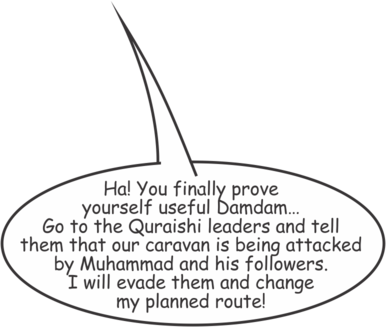 Ha! You finally prove
yourself useful Damdam...
Go to the Quraishi leaders and tell
them that our caravan is being attacked
by Muhammad and his followers.
I will evade them and change
my planned route!